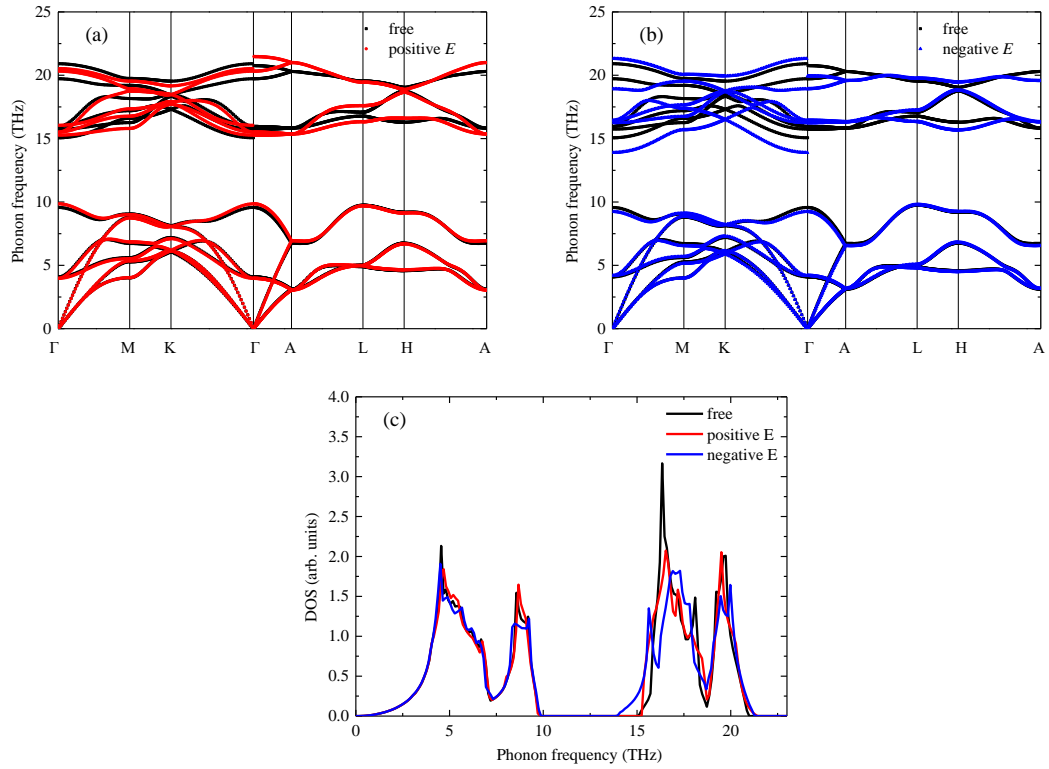 (a)
free
positive E
25
20
15
10
5
0
Phonon frequency (THz)
Γ M K Γ A L H A
(b)
free
negative E
25
20
15
10
5
0
Phonon frequency (THz)
Γ M K Γ A L H A
(c)
free
positive E
negative E
4.0
3.5
3.0
2.5
2.0
1.5
1.0
0.5
0.0
DOS (arb. units)
0 5 10 15 20
Phonon frequency (THz)